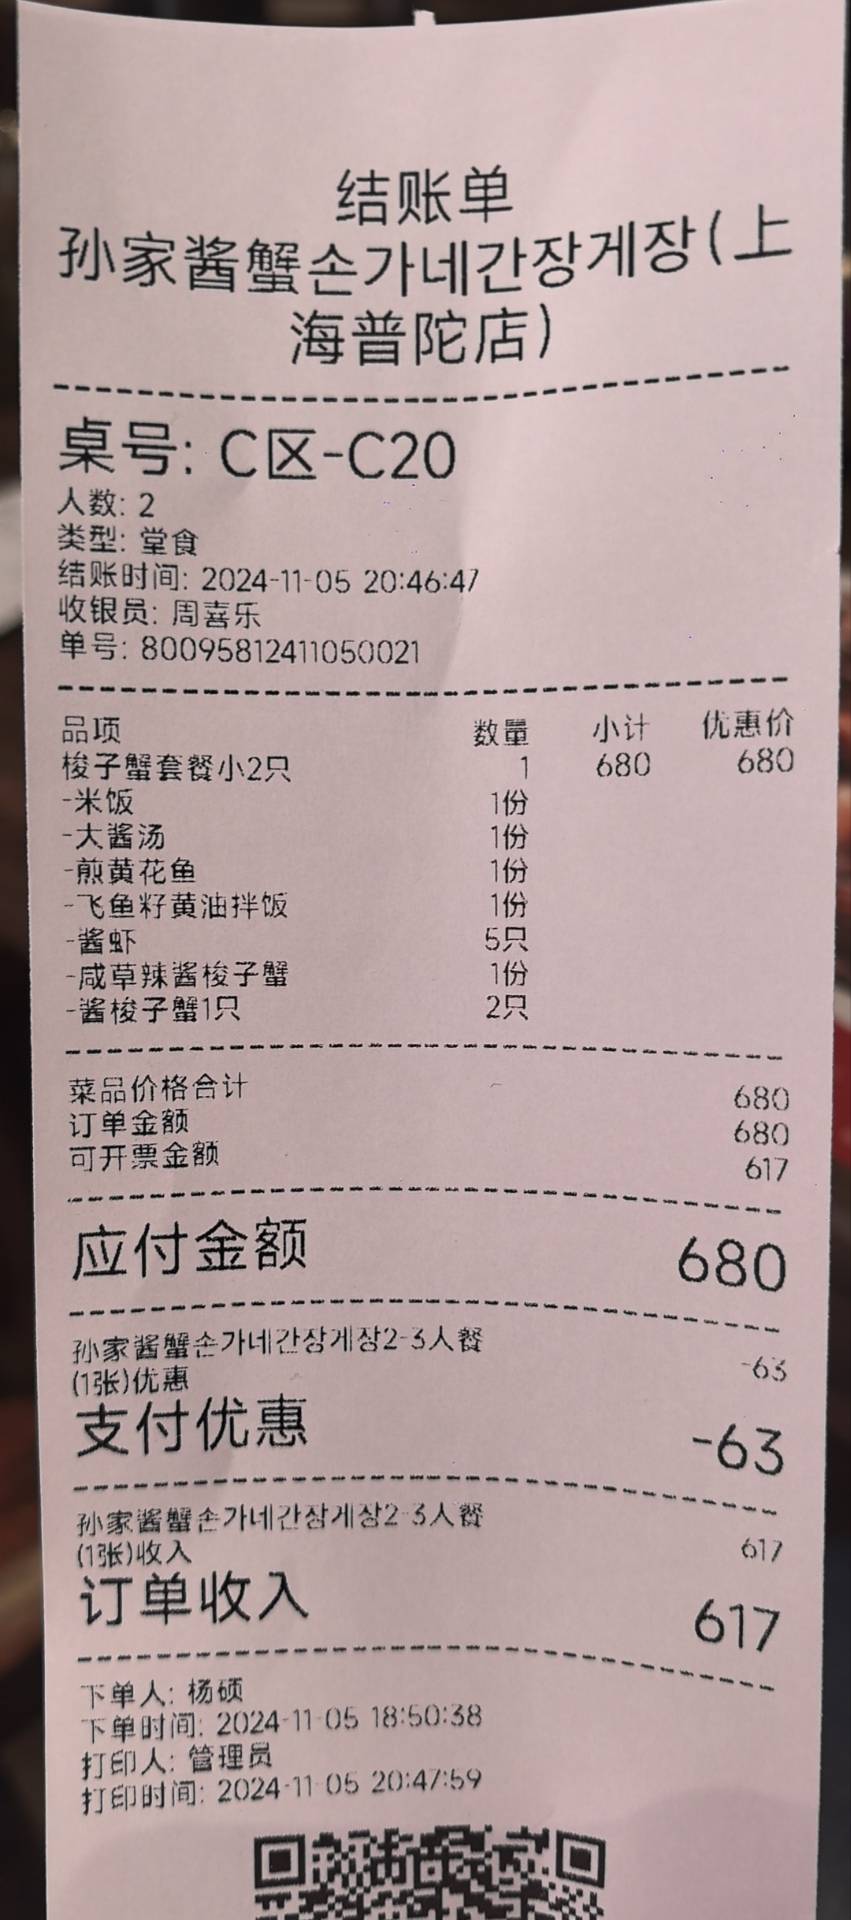 结账单
孙家酱蟹손가네간장게장(上
海普陀店)
桌号: C区-C20
人数: 2
类型: 堂食
结账时间: 2024-11-05 20:46:47
收银员: 周喜乐
单号: 80095812411050021
品项 数量 小计 优惠价
梭子蟹套餐小2只 1 680 680
-米饭 1份
-大酱汤 1份
-煎黄花鱼 1份
-飞鱼籽黄油拌饭 1份
-酱虾 5只
-咸草辣酱梭子蟹 1份
-酱梭子蟹1只 2只
菜品价格合计 680
订单金额 680
可开票金额 617
应付金额 680
孙家酱蟹손가네간장게장2-3人餐
(1张)优惠 -63
支付优惠 -63
孙家酱蟹손가네간장게장2-3人餐
(1张)收入 617
订单收入 617
下单人: 杨硕
下单时间: 2024-11-05 18:50:38
打印人: 管理员
打印时间: 2024-11-05 20:47:59